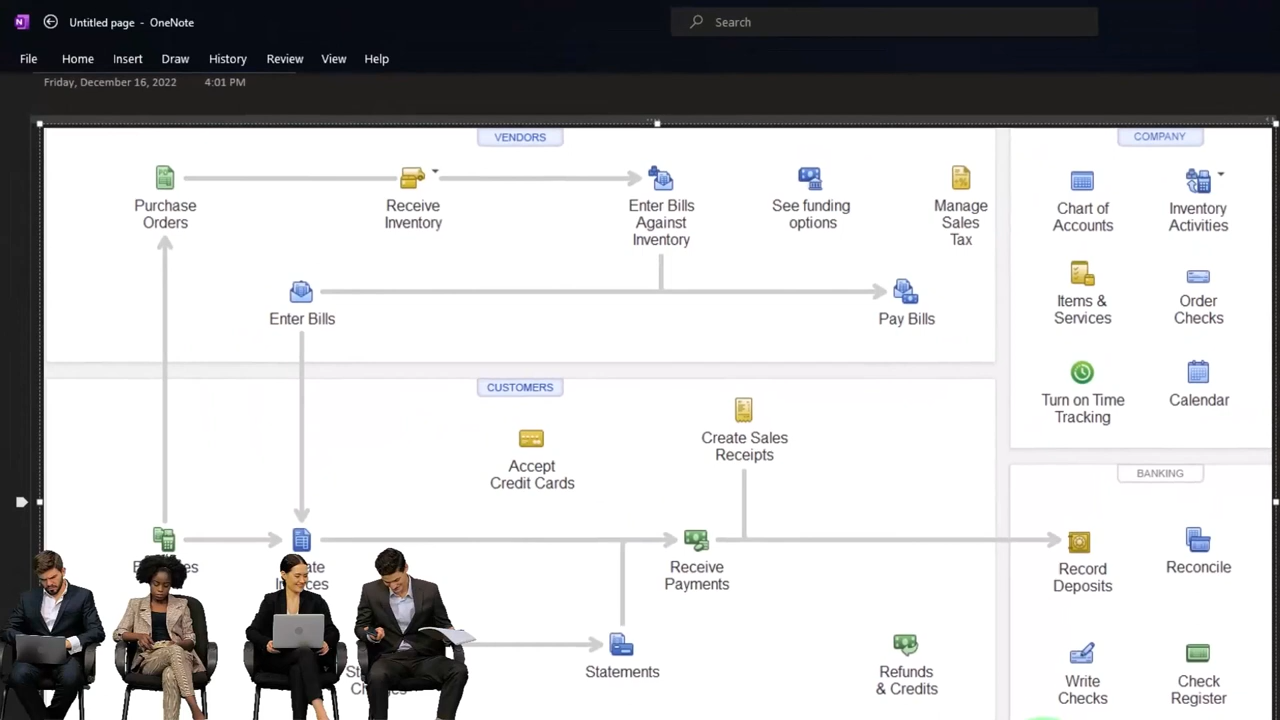 Untitled page - OneNote
Search
File Home Insert Draw History Review View Help
Friday, December 16, 2022 4:01 PM
VENDORS
COMPANY
Purchase
Orders
Receive
Inventory
Enter Bills
Against
Inventory
See funding
options
Manage
Sales
Tax
Chart of
Accounts
Inventory
Activities
Enter Bills
Pay Bills
Items &
Services
Order
Checks
Turn on Time
Tracking
Calendar
CUSTOMERS
Accept
Credit Cards
Create Sales
Receipts
BANKING
Receive
Payments
Record
Deposits
Reconcile
Statements
Refunds
& Credits
Write
Checks
Check
Register